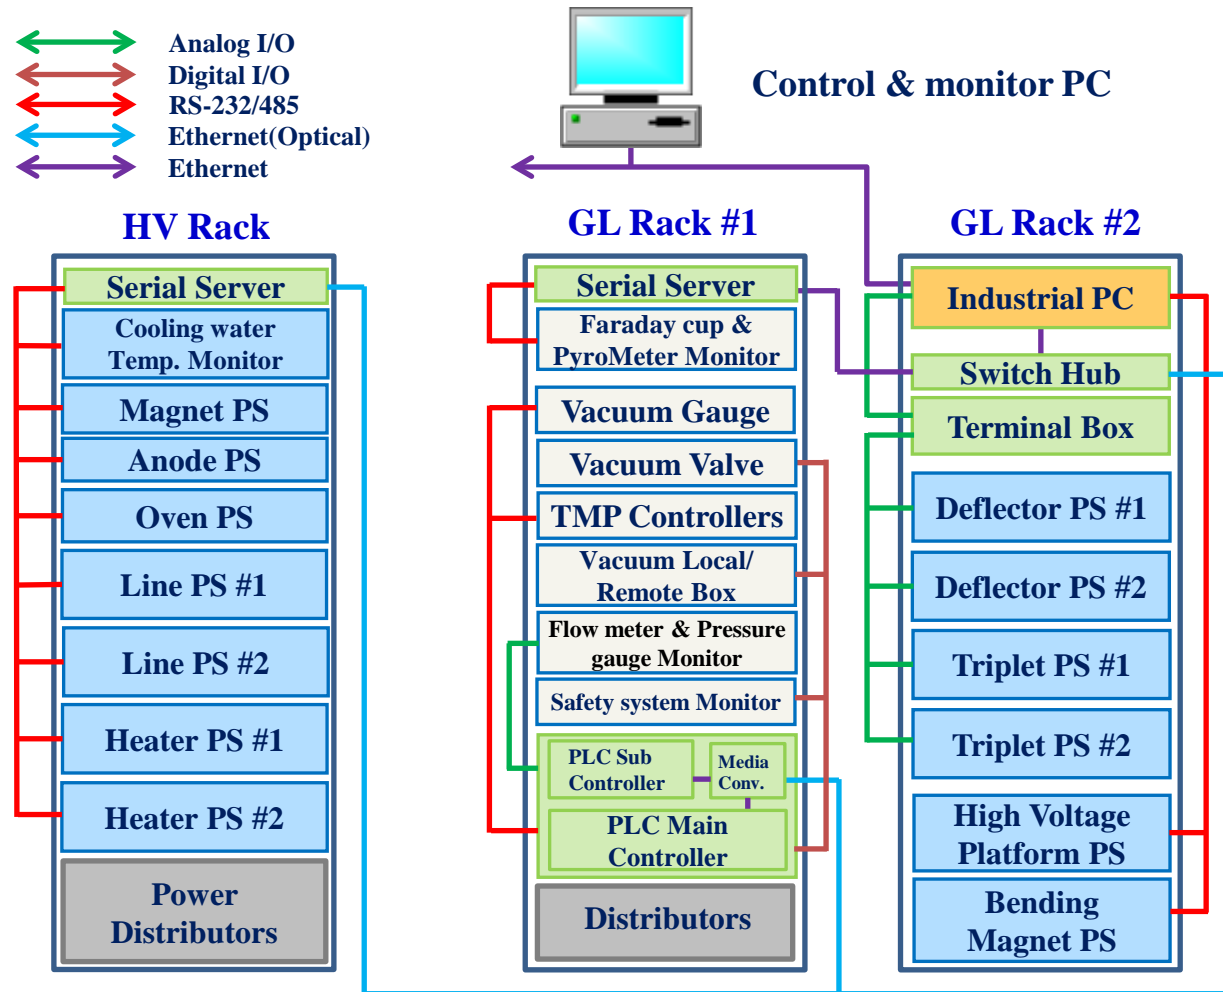 Analog I/O
Digital I/O
RS-232/485
Ethernet(Optical)
Ethernet
Control & monitor PC
HV Rack
Serial Server
Cooling water
Temp. Monitor
Magnet PS
Anode PS
Oven PS
Line PS #1
Line PS #2
Heater PS #1
Heater PS #2
Power
Distributors
GL Rack #1
Serial Server
Faraday cup &
PyroMeter Monitor
Vacuum Gauge
Vacuum Valve
TMP Controllers
Vacuum Local/
Remote Box
Flow meter & Pressure
gauge Monitor
Safety system Monitor
PLC Sub
Controller
Media
Conv.
PLC Main
Controller
Distributors
GL Rack #2
Industrial PC
Switch Hub
Terminal Box
Deflector PS #1
Deflector PS #2
Triplet PS #1
Triplet PS #2
High Voltage
Platform PS
Bending
Magnet PS